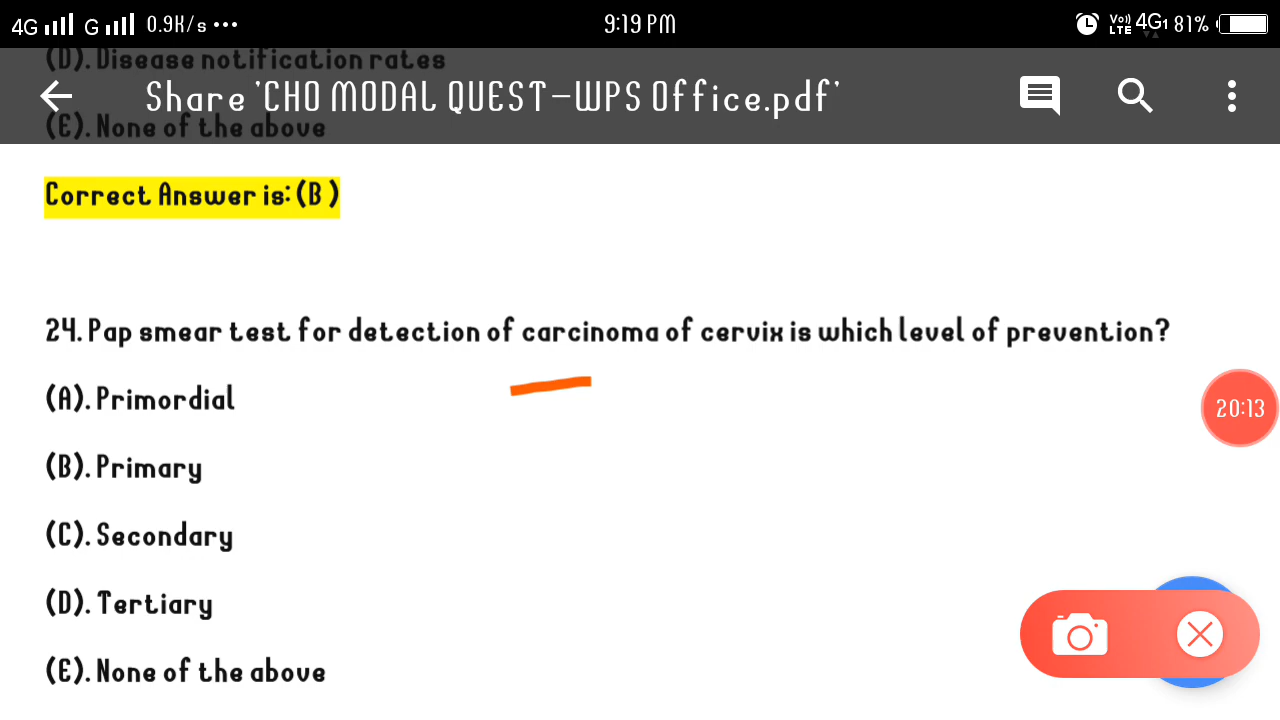 4G G 0.9K/s ••• 9:19 PM Vo)) LTE 4G1 81%
(D). Disease notification rates
Share 'CHO MODAL QUEST-WPS Office.pdf'
(E). None of the above
Correct Answer is: (B )
24. Pap smear test for detection of carcinoma of cervix is which level of prevention?
(A). Primordial
20:13
(B). Primary
(C). Secondary
(D). Tertiary
(E). None of the above